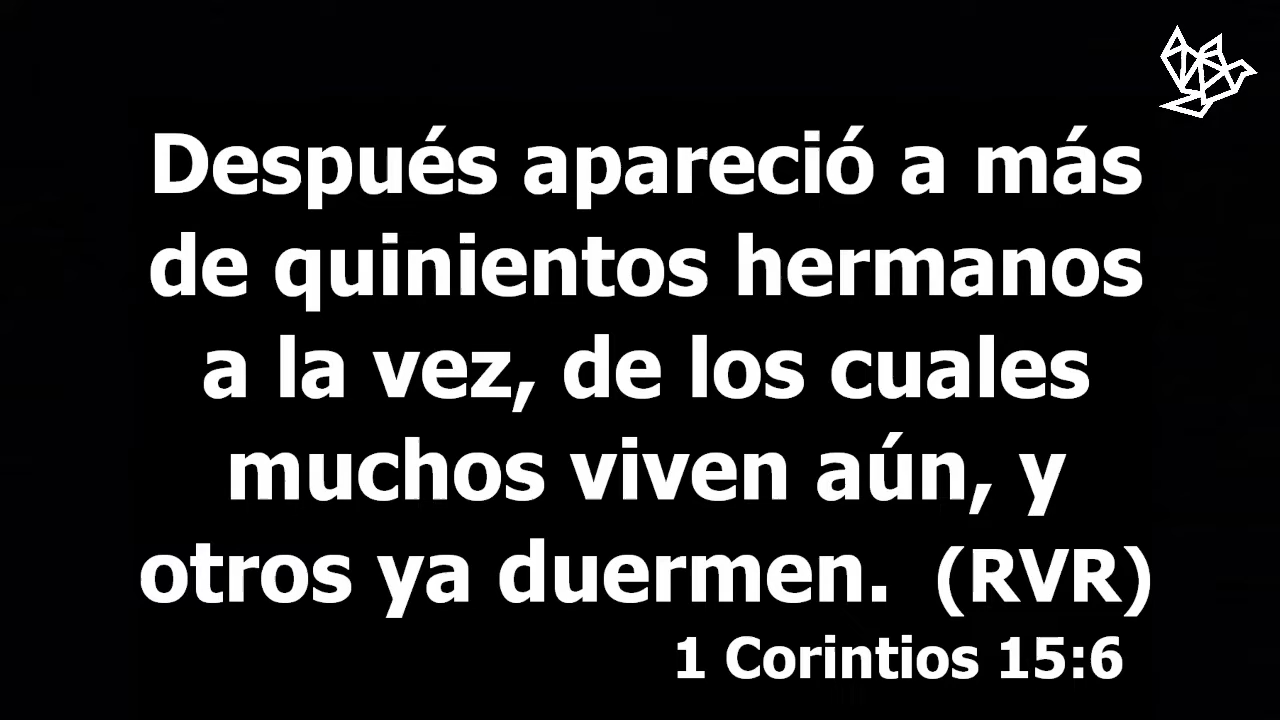 Después apareció a más
de quinientos hermanos
a la vez, de los cuales
muchos viven aún, y
otros ya duermen. (RVR)
1 Corintios 15:6